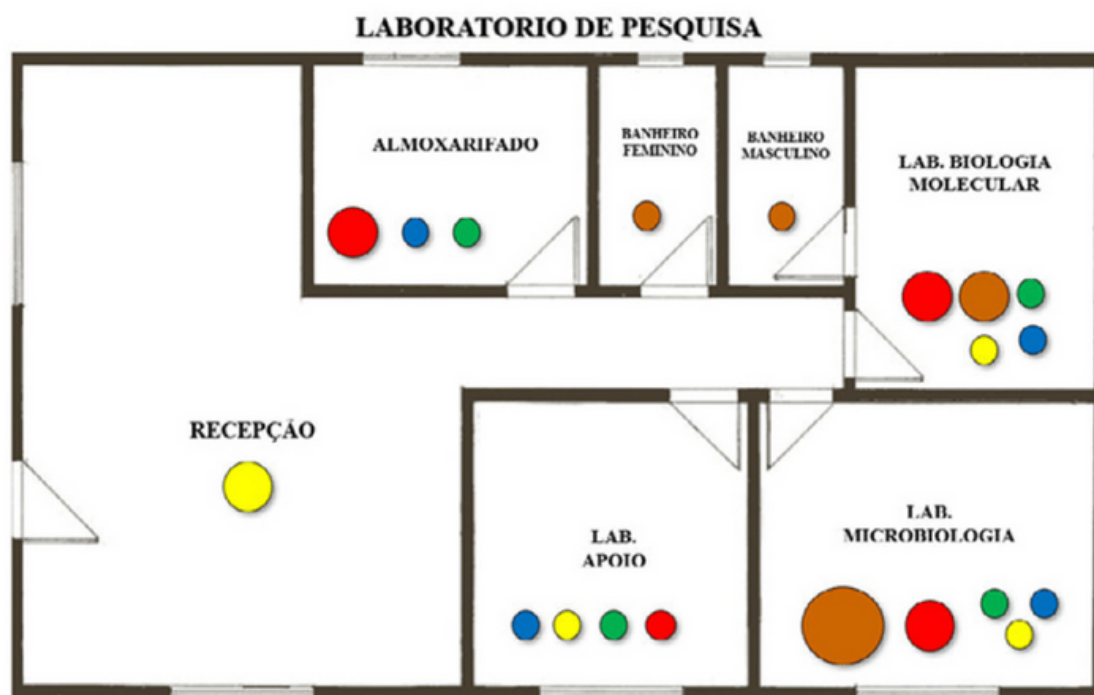 LABORATORIO DE PESQUISA
ALMOXARIFADO
BANHEIRO
FEMININO
BANHEIRO
MASCULINO
LAB. BIOLOGIA
MOLECULAR
RECEPÇÃO
LAB.
APOIO
LAB.
MICROBIOLOGIA